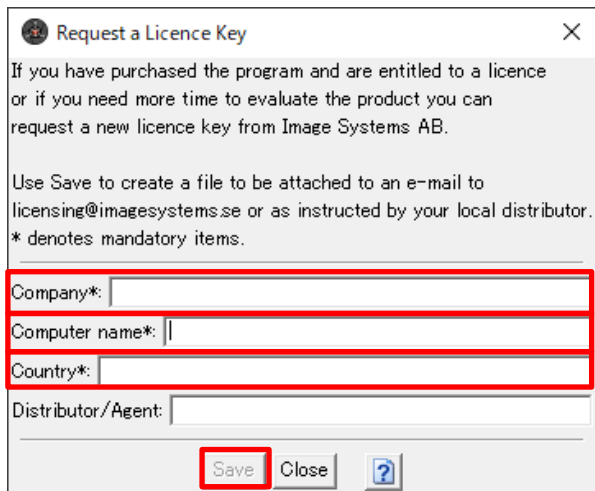 Request a Licence Key
If you have purchased the program and are entitled to a licence
or if you need more time to evaluate the product you can
request a new licence key from Image Systems AB.
Use Save to create a file to be attached to an e-mail to
licensing@imagesystems.se or as instructed by your local distributor.
* denotes mandatory items.
Company*:
Computer name*:
Country*:
Distributor/Agent:
Save Close ?